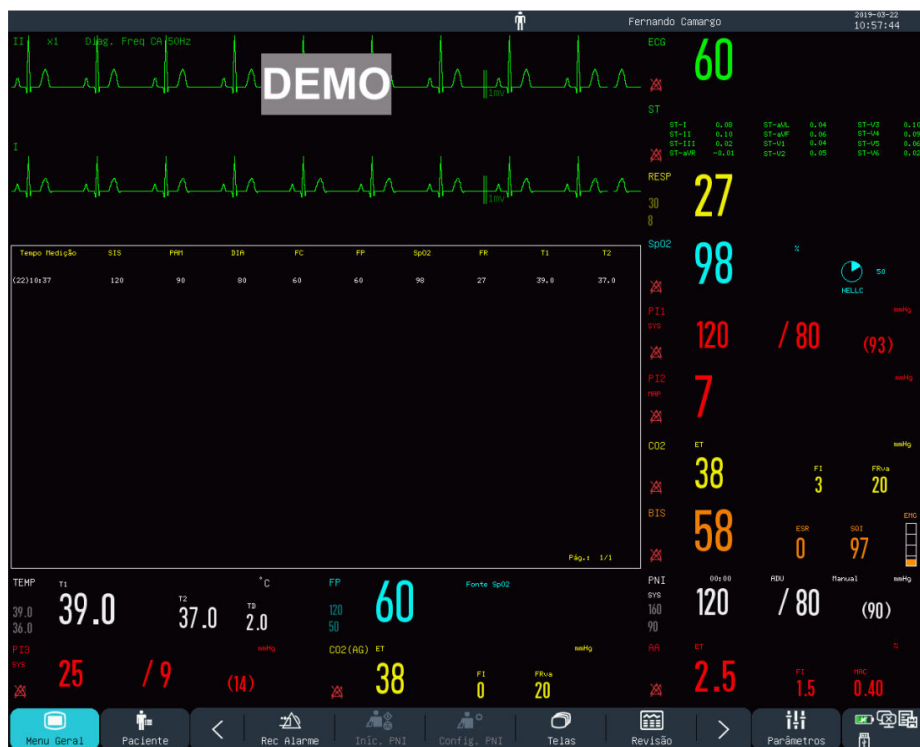 Fernando Camargo
2019-03-22
10:57:44
II x1 Diag. Freq CA 50Hz
DEMO
1mv
I
1mv
ECG
60
ST
ST-I 0.08 ST-aVL 0.04 ST-V3 0.10
ST-II 0.10 ST-aVF 0.06 ST-V4 0.09
ST-III 0.02 ST-V1 0.04 ST-V5 0.06
ST-aVR -0.01 ST-V2 0.05 ST-V6 0.02
RESP
30
8
27
Tempo Medição SIS PAM DIA FC FP SpO2 FR T1 T2
(22)10:37 120 90 80 60 60 98 27 39.0 37.0
Pág.: 1/1
SpO2
98
%
50
HELLC
PI1 mmHg
SYS
120 / 80 (93)
PI2 mmHg
MAP
7
CO2 ET mmHg
38
FI
3
FRva
20
BIS
58
ESR
0
SQI
97
EMG
TEMP T1 °C
39.0
36.0
39.0
T2
37.0
TD
2.0
FP Fonte SpO2
120
50
60
PNI 00:00 ADU Manual mmHg
SYS
160
90
120 / 80 (90)
PI3 mmHg
SYS
25 / 9 (14)
CO2(AG) ET mmHg
38
FI
0
FRva
20
AA ET %
2.5
FI
1.5
MAC
0.40
Menu Geral
Paciente
<
Rec Alarme
Inic. PNI
Config. PNI
Telas
Revisão
>
Parâmetros